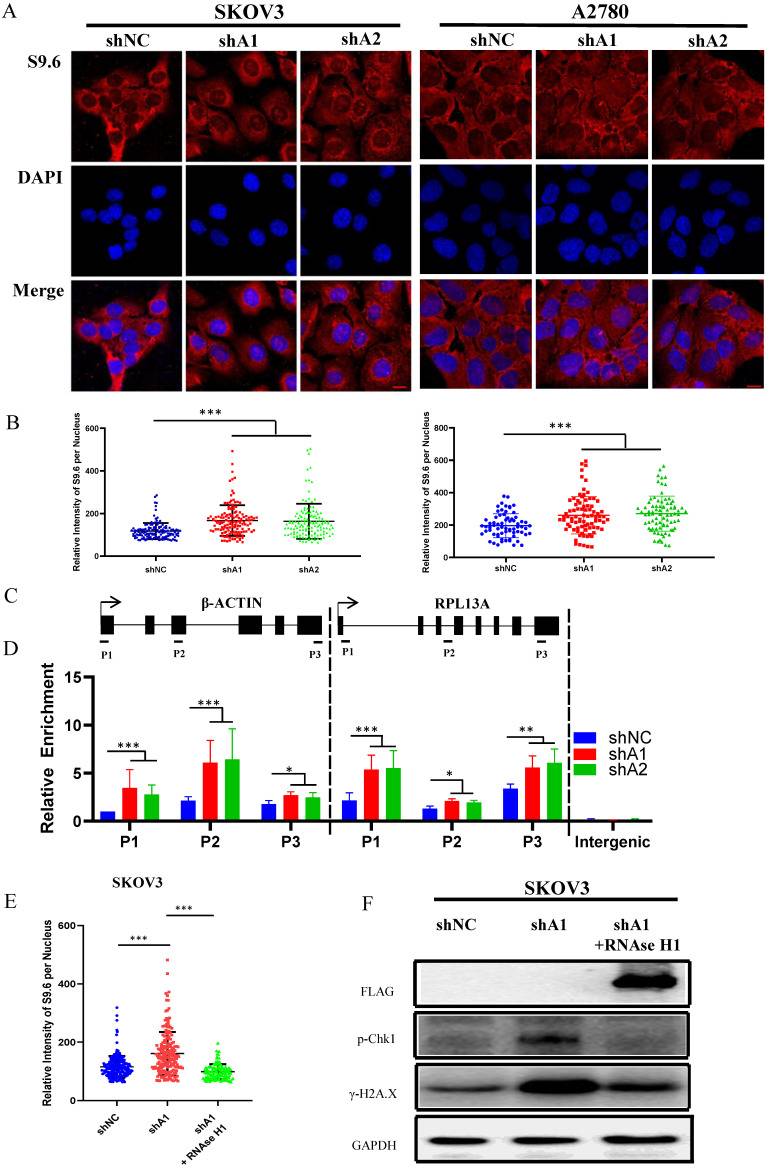 A
SKOV3
A2780
shNC shA1 shA2 shNC shA1 shA2
S9.6
DAPI
Merge
B
Relative Intensity of S9.6 per Nucleus
600
400
200
0
***
shNC shA1 shA2
Relative Intensity of S9.6 per Nucleus
800
600
400
200
0
***
shNC shA1 shA2
C
β-ACTIN RPL13A
P1 P2 P3 P1 P2 P3
D
Relative Enrichment
15
10
5
0
*** *** * *** * **
shNC
shA1
shA2
P1 P2 P3 P1 P2 P3 Intergenic
E
SKOV3
Relative Intensity of S9.6 per Nucleus
600
400
200
0
*** ***
shNC shA1 shA1
+ RNAse H1
F
SKOV3
shNC shA1 shA1
+RNAse H1
FLAG
p-Chk1
γ-H2A.X
GAPDH